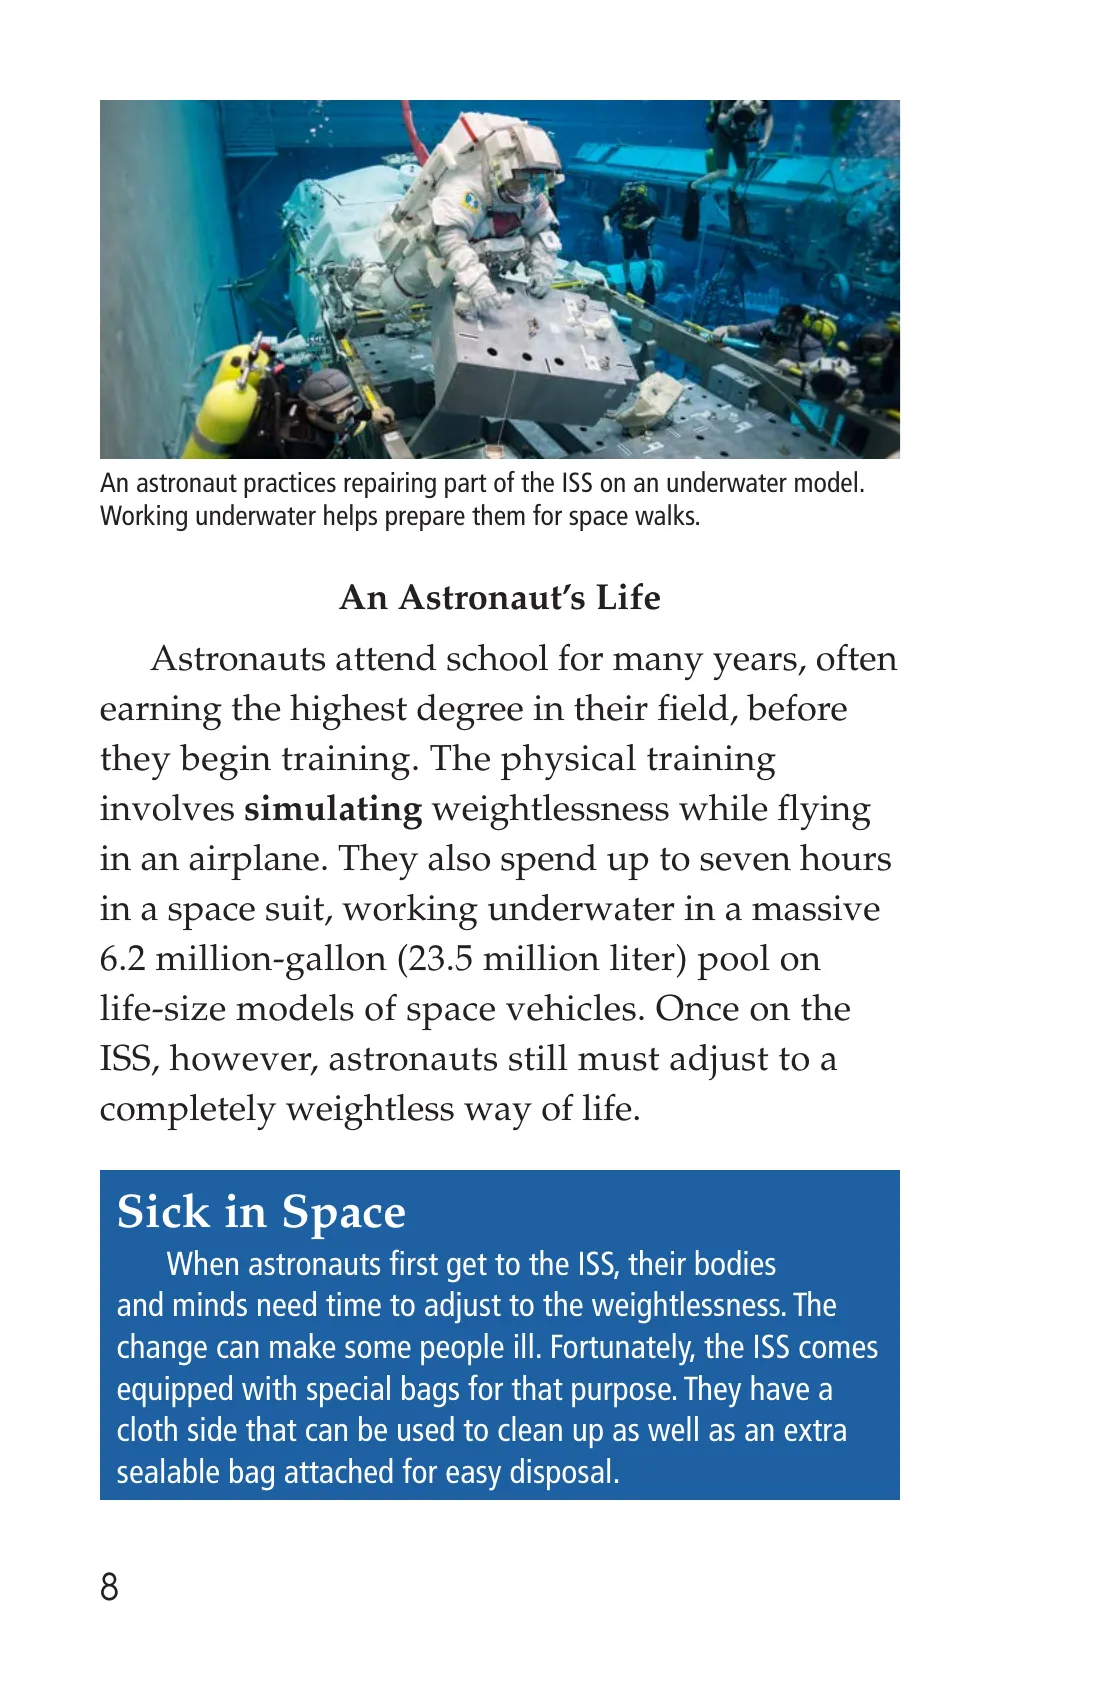 An astronaut practices repairing part of the ISS on an underwater model.
Working underwater helps prepare them for space walks.
An Astronaut’s Life
Astronauts attend school for many years, often
earning the highest degree in their field, before
they begin training. The physical training
involves simulating weightlessness while flying
in an airplane. They also spend up to seven hours
in a space suit, working underwater in a massive
6.2 million-gallon (23.5 million liter) pool on
life-size models of space vehicles. Once on the
ISS, however, astronauts still must adjust to a
completely weightless way of life.
Sick in Space
When astronauts first get to the ISS, their bodies
and minds need time to adjust to the weightlessness. The
change can make some people ill. Fortunately, the ISS comes
equipped with special bags for that purpose. They have a
cloth side that can be used to clean up as well as an extra
sealable bag attached for easy disposal.
8